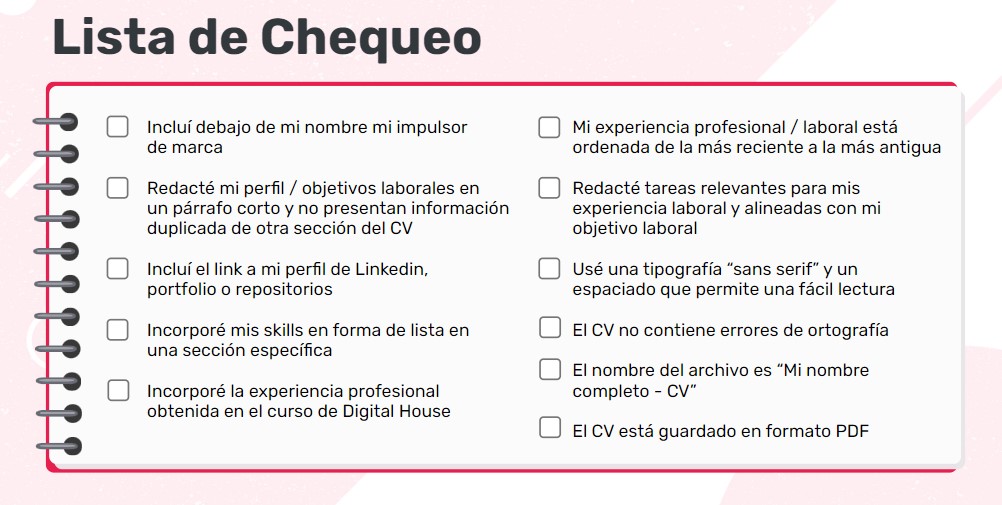 Lista de Chequeo
Incluí debajo de mi nombre mi impulsor
de marca
Redacté mi perfil / objetivos laborales en
un párrafo corto y no presentan información
duplicada de otra sección del CV
Incluí el link a mi perfil de Linkedin,
portfolio o repositorios
Incorporé mis skills en forma de lista en
una sección específica
Incorporé la experiencia profesional
obtenida en el curso de Digital House
Mi experiencia profesional / laboral está
ordenada de la más reciente a la más antigua
Redacté tareas relevantes para mis
experiencia laboral y alineadas con mi
objetivo laboral
Usé una tipografía “sans serif” y un
espaciado que permite una fácil lectura
El CV no contiene errores de ortografía
El nombre del archivo es “Mi nombre
completo - CV”
El CV está guardado en formato PDF